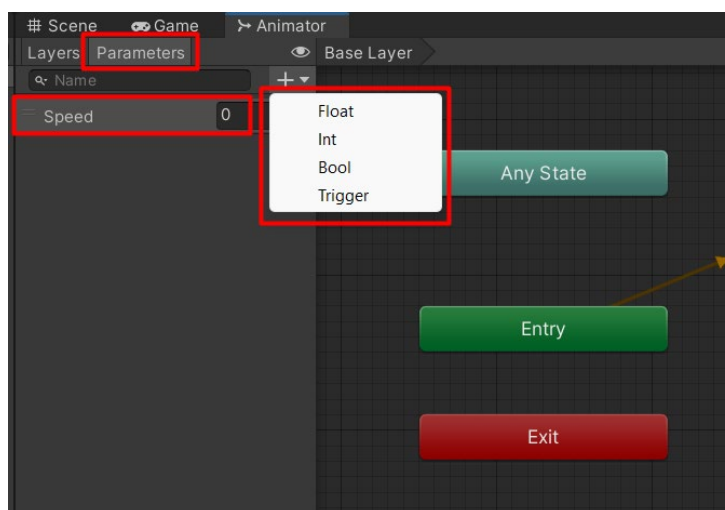 Scene Game Animator
Layers Parameters Base Layer
Name
Speed 0
Float
Int
Bool
Trigger
Any State
Entry
Exit